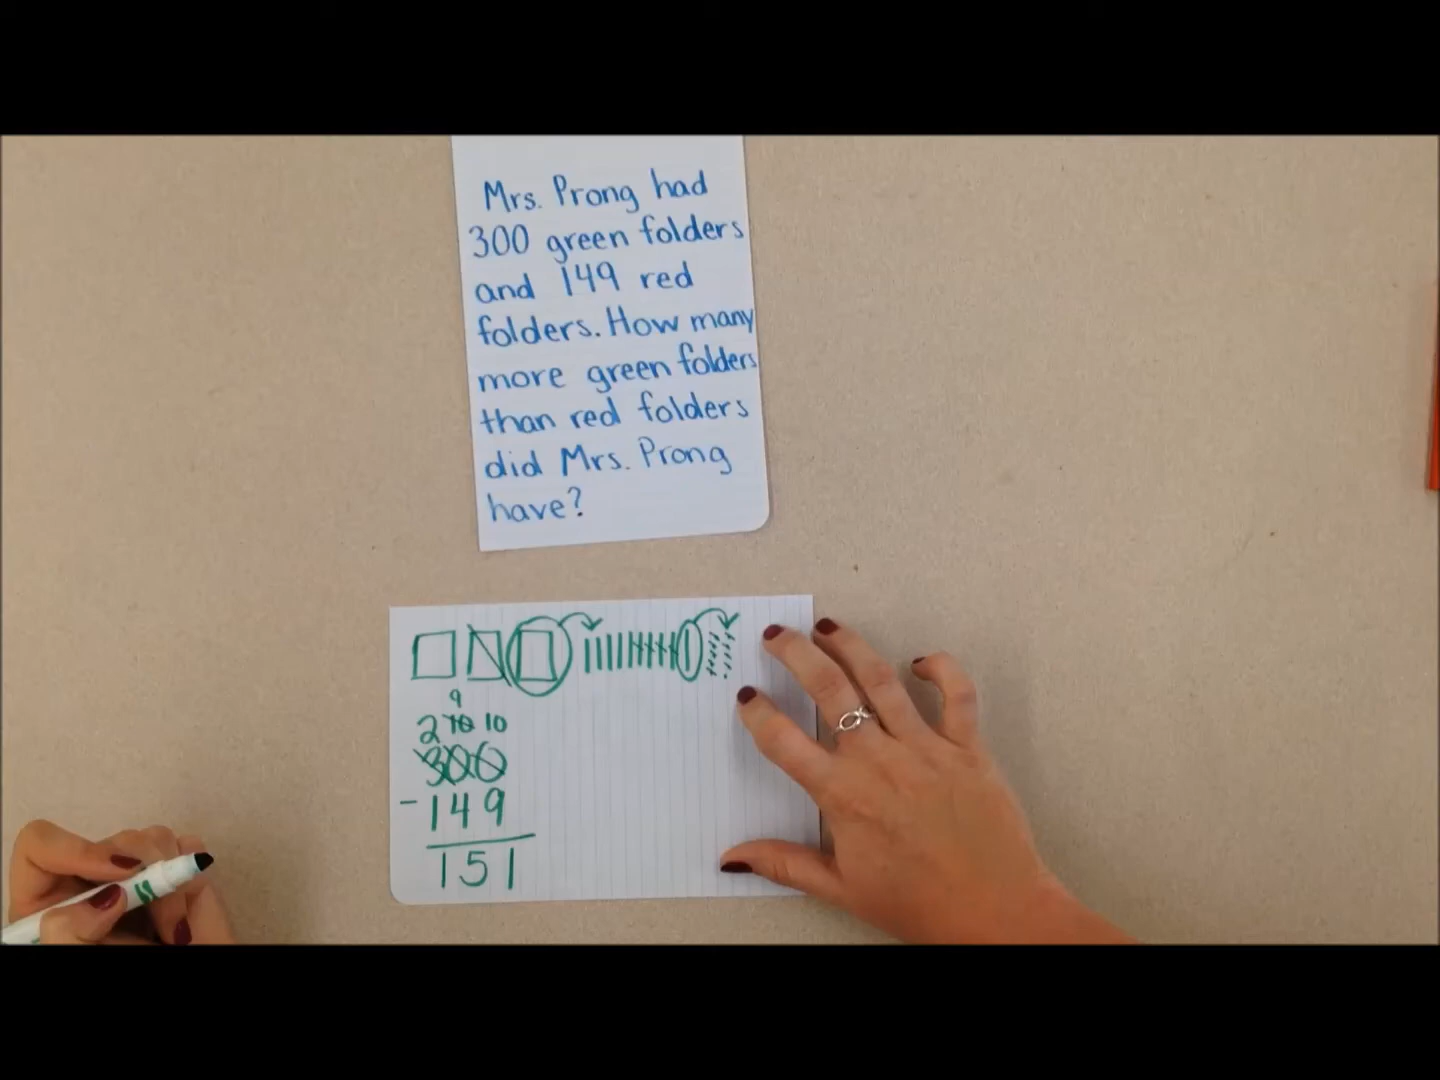 Mrs. Prong had
300 green folders
and 149 red
folders. How many
more green folders
than red folders
did Mrs. Prong
have?
9
2 10 10
300
- 149
151